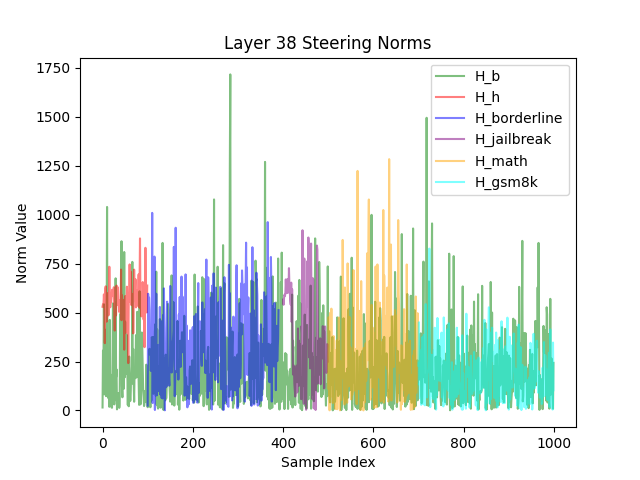 Layer 38 Steering Norms
1750
1500
1250
1000
750
500
250
0
Norm Value
H_b
H_h
H_borderline
H_jailbreak
H_math
H_gsm8k
0
200
400
600
800
1000
Sample Index